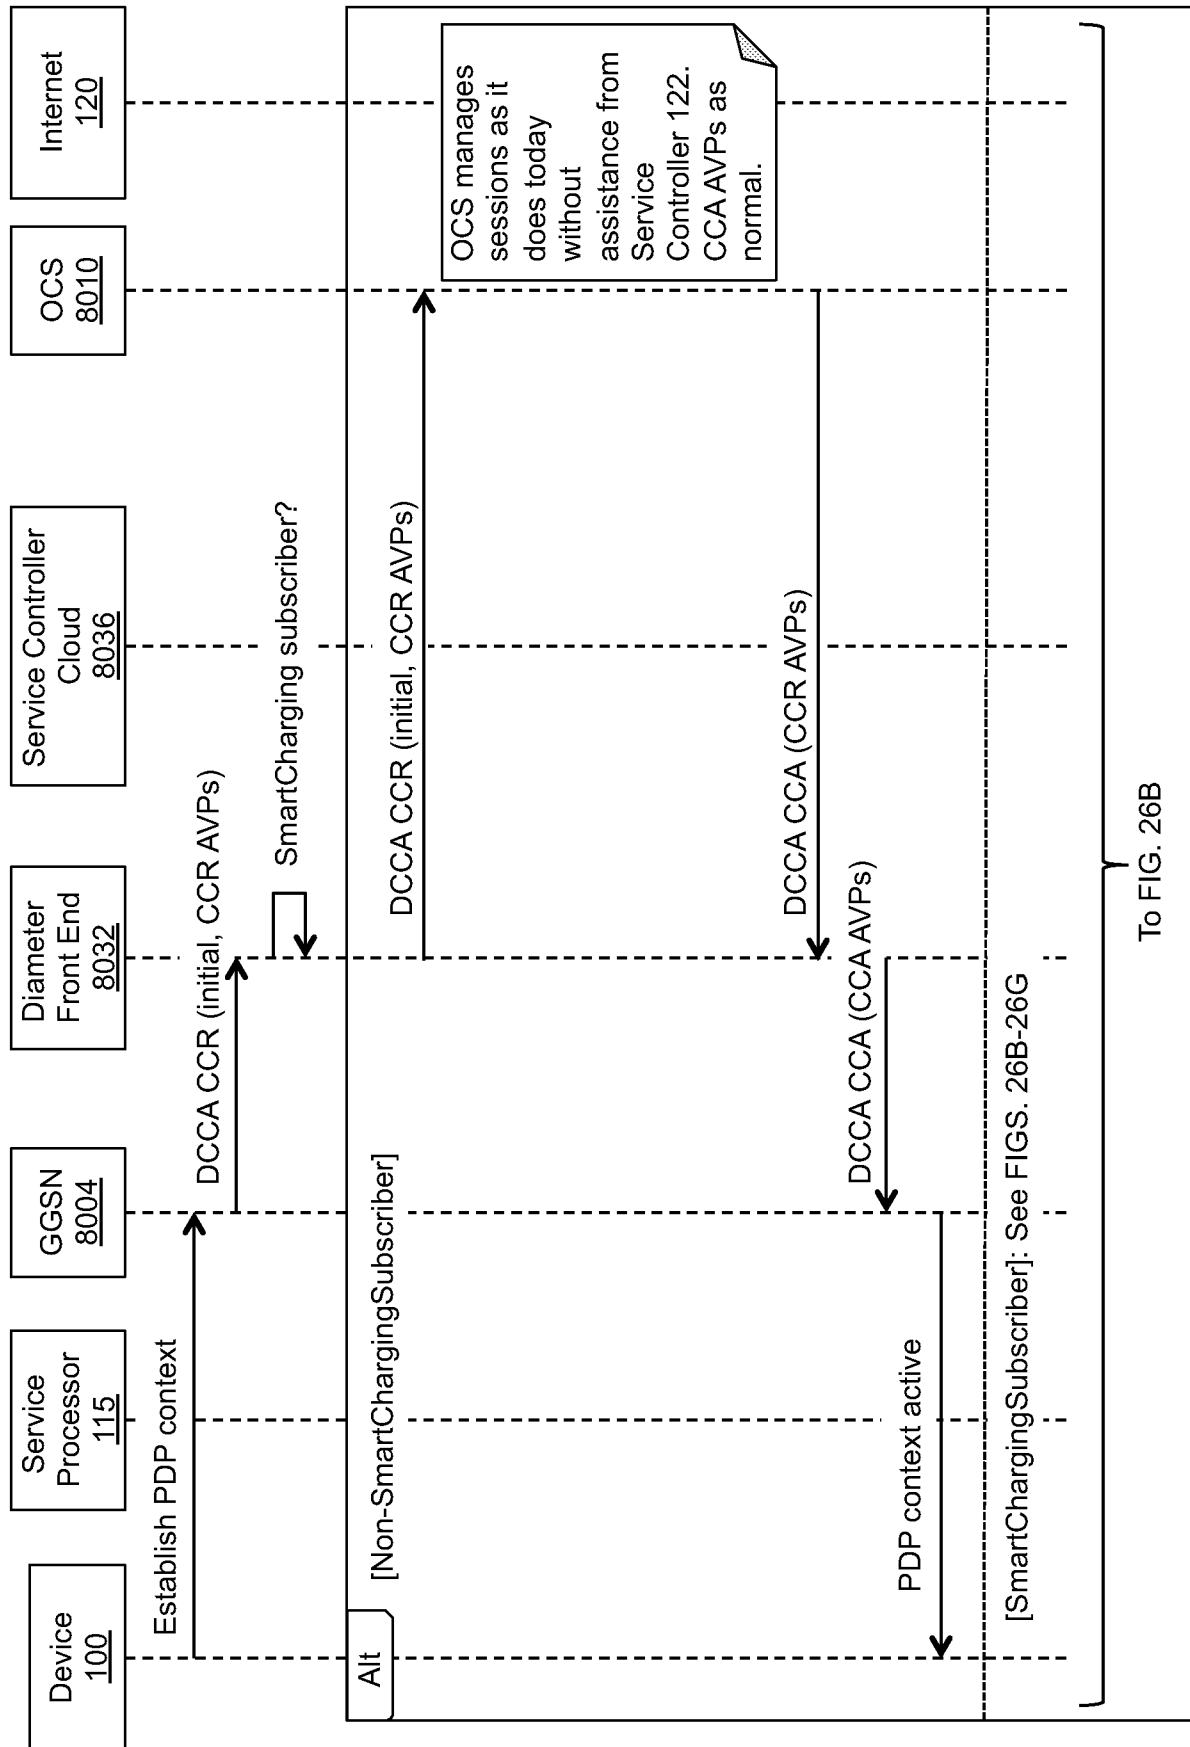 Device
100
Service
Processor
115
GGSN
8004
Diameter
Front End
8032
Service Controller
Cloud
8036
OCS
8010
Internet
120
Establish PDP context
DCCA CCR (initial, CCR AVPs)
SmartCharging subscriber?
Alt
[Non-SmartChargingSubscriber]
DCCA CCR (initial, CCR AVPs)
OCS manages
sessions as it
does today
without
assistance from
Service
Controller 122.
CCA AVPs as
normal.
DCCA CCA (CCR AVPs)
DCCA CCA (CCA AVPs)
PDP context active
[SmartChargingSubscriber]: See FIGS. 26B-26G
To FIG. 26B